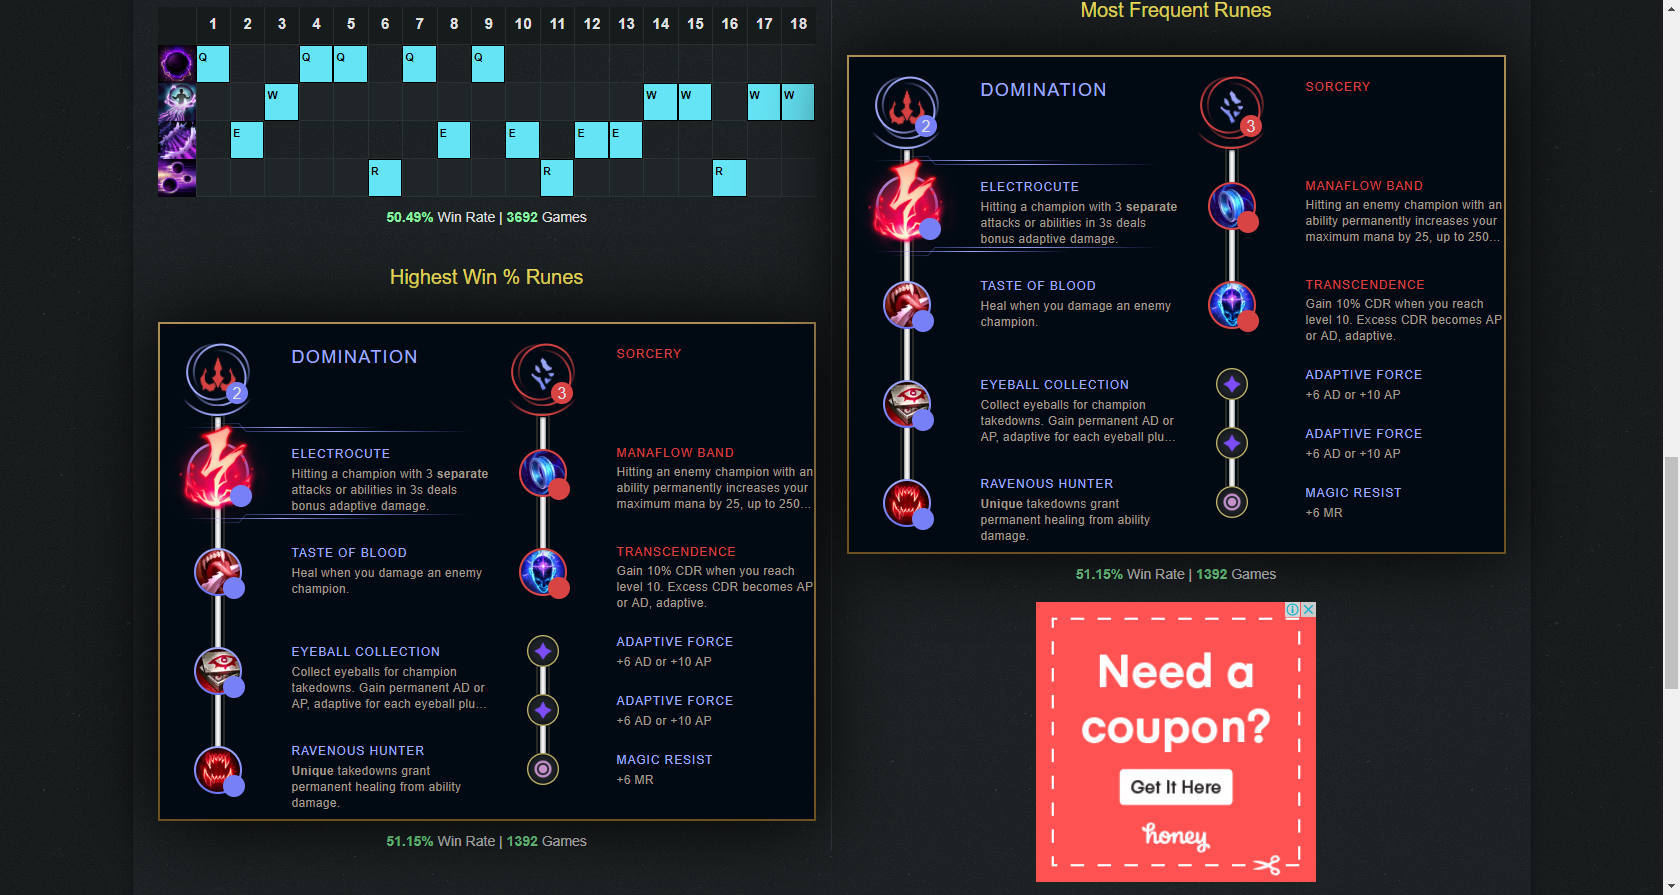 1 2 3 4 5 6 7 8 9 10 11 12 13 14 15 16 17 18
Q Q Q Q Q
W W W W W
E E E E E
R R R
50.49% Win Rate | 3692 Games
Highest Win % Runes
DOMINATION
2
ELECTROCUTE
Hitting a champion with 3 separate
attacks or abilities in 3s deals
bonus adaptive damage.
TASTE OF BLOOD
Heal when you damage an enemy
champion.
EYEBALL COLLECTION
Collect eyeballs for champion
takedowns. Gain permanent AD or
AP, adaptive for each eyeball plu...
RAVENOUS HUNTER
Unique takedowns grant
permanent healing from ability
damage.
SORCERY
3
MANAFLOW BAND
Hitting an enemy champion with an
ability permanently increases your
maximum mana by 25, up to 250...
TRANSCENDENCE
Gain 10% CDR when you reach
level 10. Excess CDR becomes AP
or AD, adaptive.
ADAPTIVE FORCE
+6 AD or +10 AP
ADAPTIVE FORCE
+6 AD or +10 AP
MAGIC RESIST
+6 MR
51.15% Win Rate | 1392 Games
Most Frequent Runes
DOMINATION
2
ELECTROCUTE
Hitting a champion with 3 separate
attacks or abilities in 3s deals
bonus adaptive damage.
TASTE OF BLOOD
Heal when you damage an enemy
champion.
EYEBALL COLLECTION
Collect eyeballs for champion
takedowns. Gain permanent AD or
AP, adaptive for each eyeball plu...
RAVENOUS HUNTER
Unique takedowns grant
permanent healing from ability
damage.
SORCERY
3
MANAFLOW BAND
Hitting an enemy champion with an
ability permanently increases your
maximum mana by 25, up to 250...
TRANSCENDENCE
Gain 10% CDR when you reach
level 10. Excess CDR becomes AP
or AD, adaptive.
ADAPTIVE FORCE
+6 AD or +10 AP
ADAPTIVE FORCE
+6 AD or +10 AP
MAGIC RESIST
+6 MR
51.15% Win Rate | 1392 Games
Need a
coupon?
Get It Here
honey